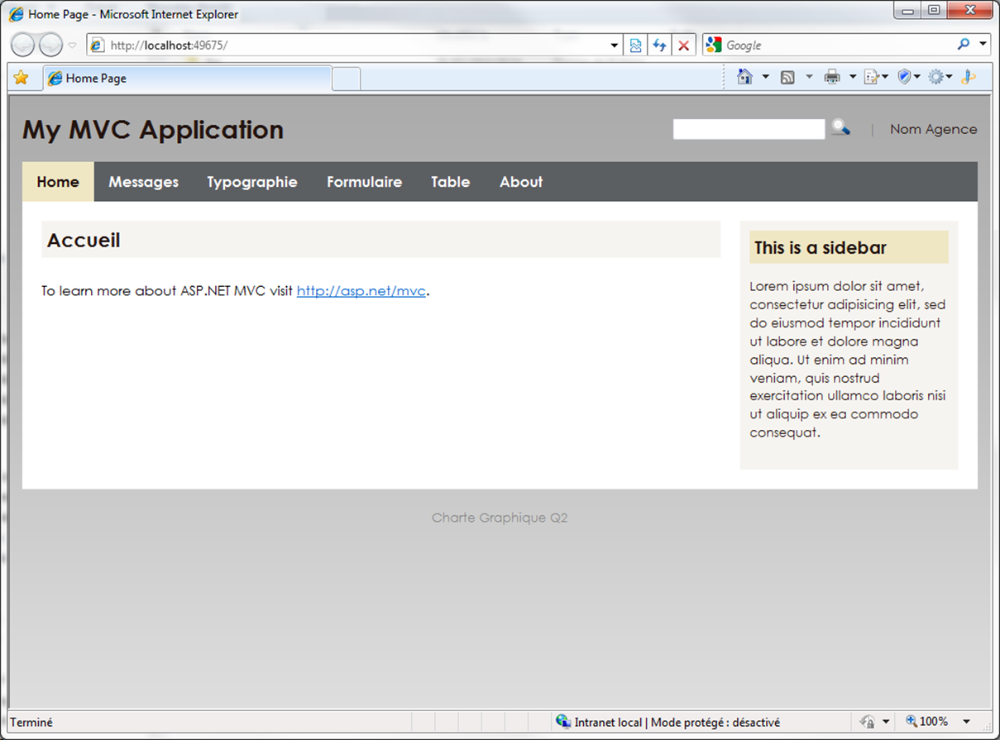 Home Page - Microsoft Internet Explorer
http://localhost:49675/
Google
Home Page
My MVC Application
| Nom Agence
Home Messages Typographie Formulaire Table About
Accueil
To learn more about ASP.NET MVC visit http://asp.net/mvc.
This is a sidebar
Lorem ipsum dolor sit amet,
consectetur adipisicing elit, sed
do eiusmod tempor incididunt
ut labore et dolore magna
aliqua. Ut enim ad minim
veniam, quis nostrud
exercitation ullamco laboris nisi
ut aliquip ex ea commodo
consequat.
Charte Graphique Q2
Terminé
Intranet local | Mode protégé : désactivé
100%